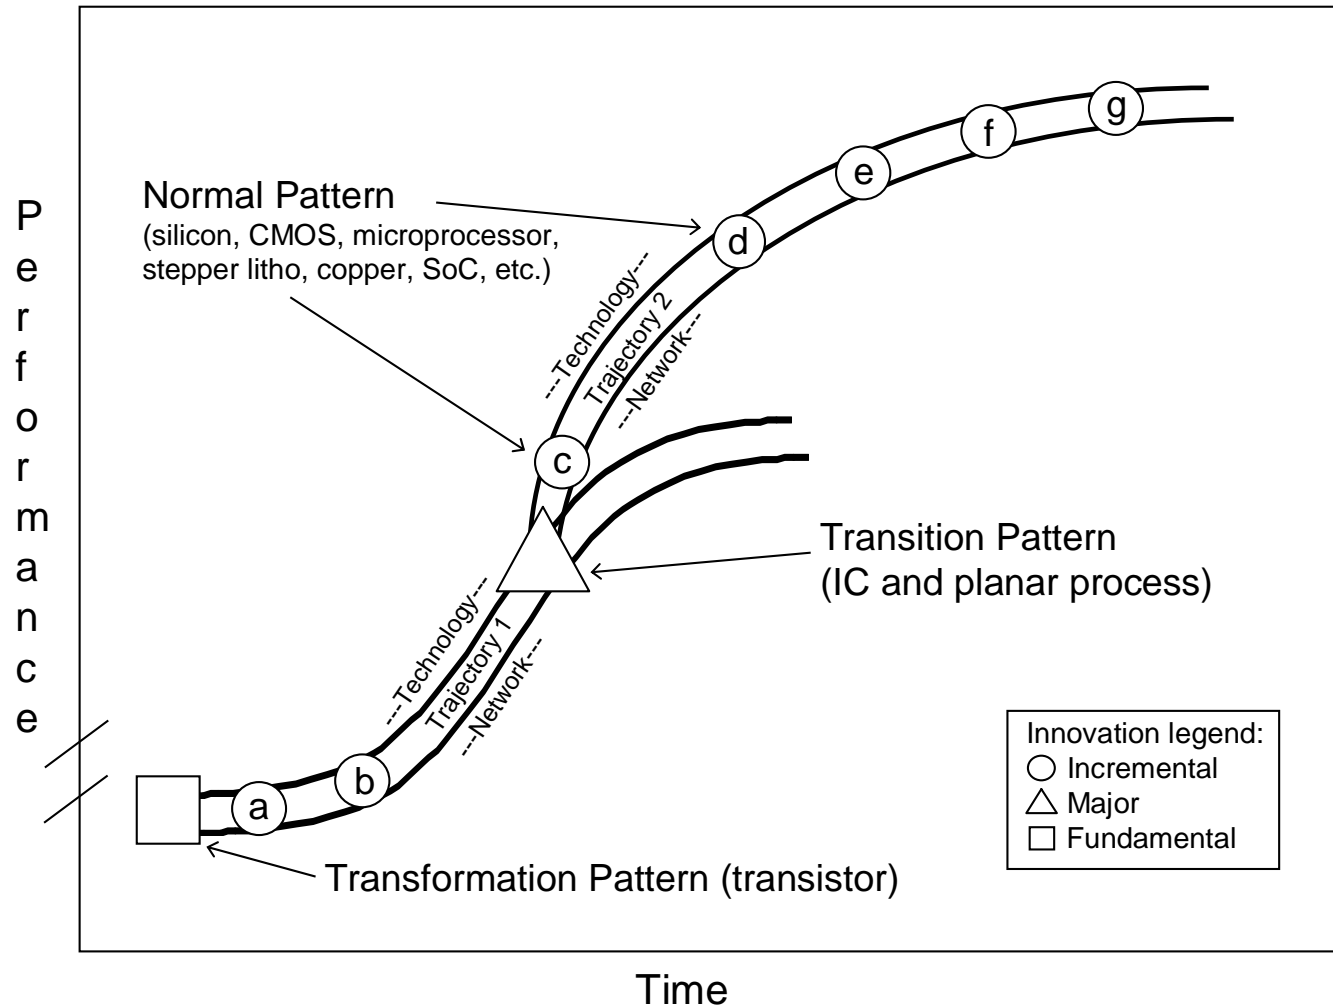 Performance
Normal Pattern
(silicon, CMOS, microprocessor,
stepper litho, copper, SoC, etc.)
g
f
e
d
c
----Technology----
Trajectory 2
----Network---
Transition Pattern
(IC and planar process)
---Technology----
Trajectory 1
---Network---
b
a
Transformation Pattern (transistor)
Innovation legend:
Incremental
Major
Fundamental
Time